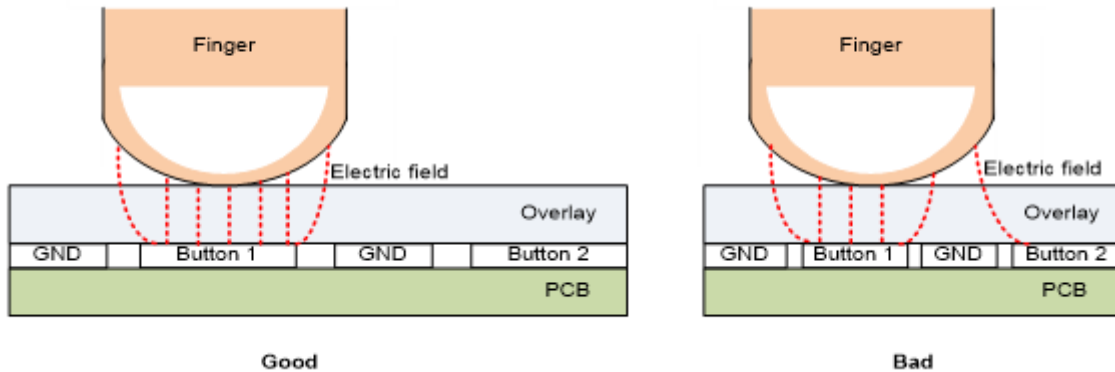 Finger
Electric field
Overlay
GND Button 1 GND Button 2
PCB
Good
Finger
Electric field
Overlay
GND Button 1 GND Button 2
PCB
Bad